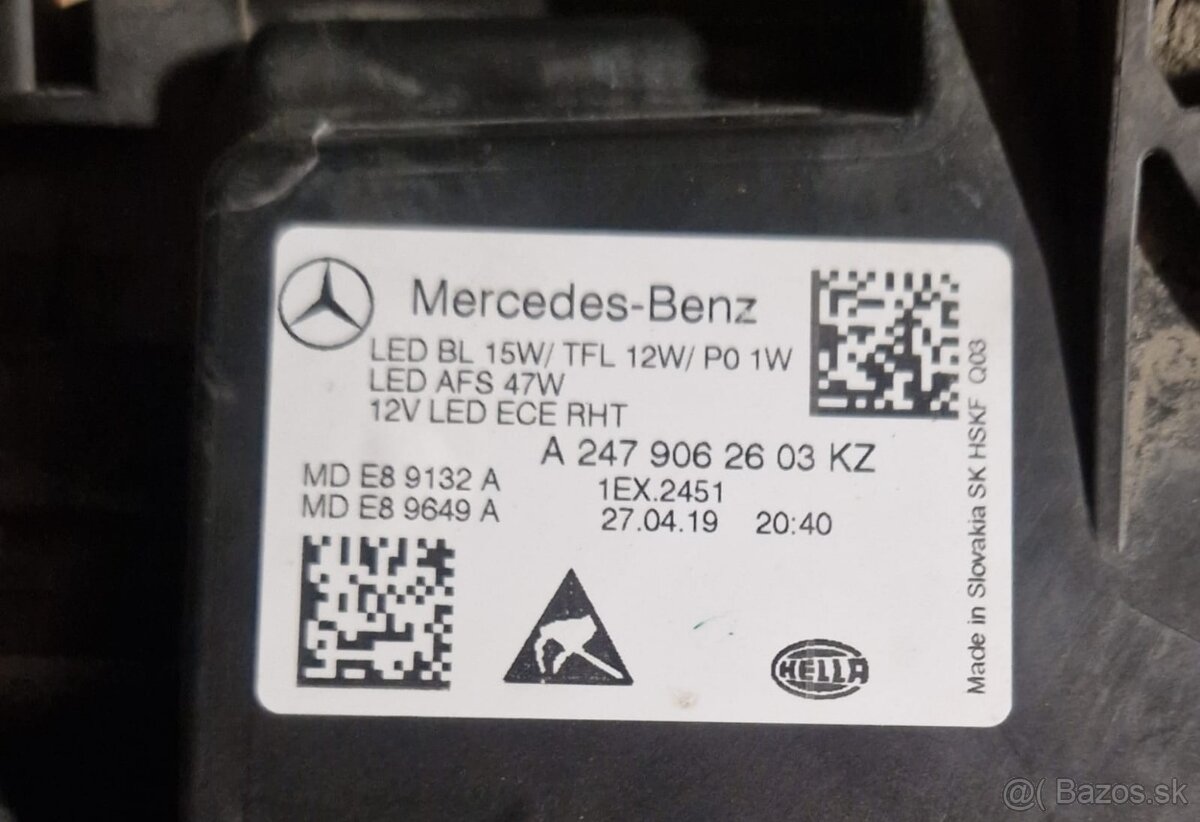 Mercedes-Benz
LED BL 15W/ TFL 12W/ P0 1W
LED AFS 47W
12V LED ECE RHT
A 247 906 26 03 KZ
MD E8 9132 A
MD E8 9649 A
1EX.2451
27.04.19 20:40
HELLA
Made in Slovakia SK HSKF Q03
@( Bazos.sk